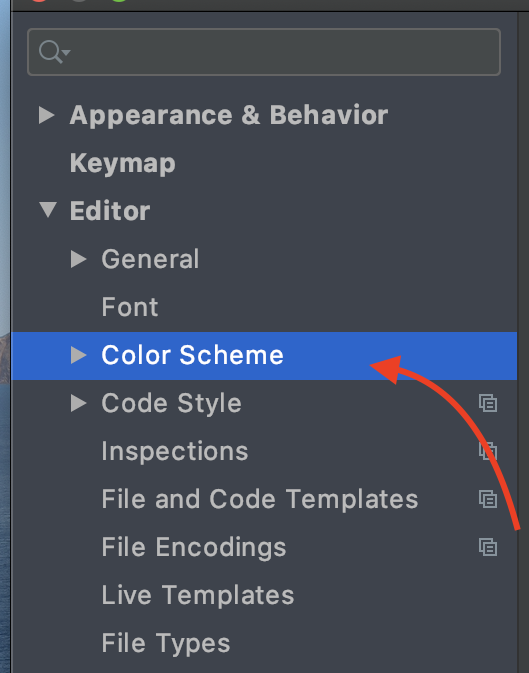 Appearance & Behavior
Keymap
Editor
General
Font
Color Scheme
Code Style
Inspections
File and Code Templates
File Encodings
Live Templates
File Types